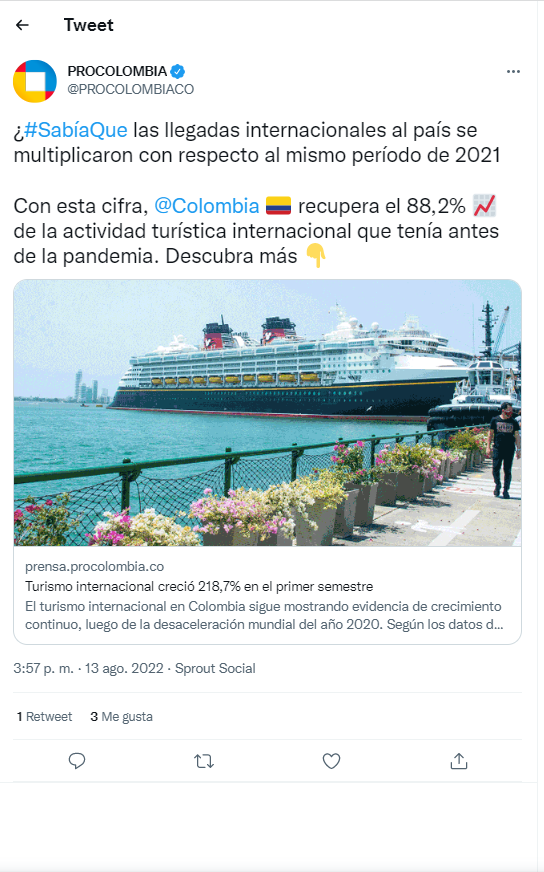 Tweet
PROCOLOMBIA
@PROCOLOMBIACO
¿#SabíaQue las llegadas internacionales al país se
multiplicaron con respecto al mismo período de 2021
Con esta cifra, @Colombia 🇨🇴 recupera el 88,2% 📈
de la actividad turística internacional que tenía antes
de la pandemia. Descubra más 👇
prensa.procolombia.co
Turismo internacional creció 218,7% en el primer semestre
El turismo internacional en Colombia sigue mostrando evidencia de crecimiento
continuo, luego de la desaceleración mundial del año 2020. Según los datos d...
3:57 p. m. · 13 ago. 2022 · Sprout Social
1 Retweet 3 Me gusta